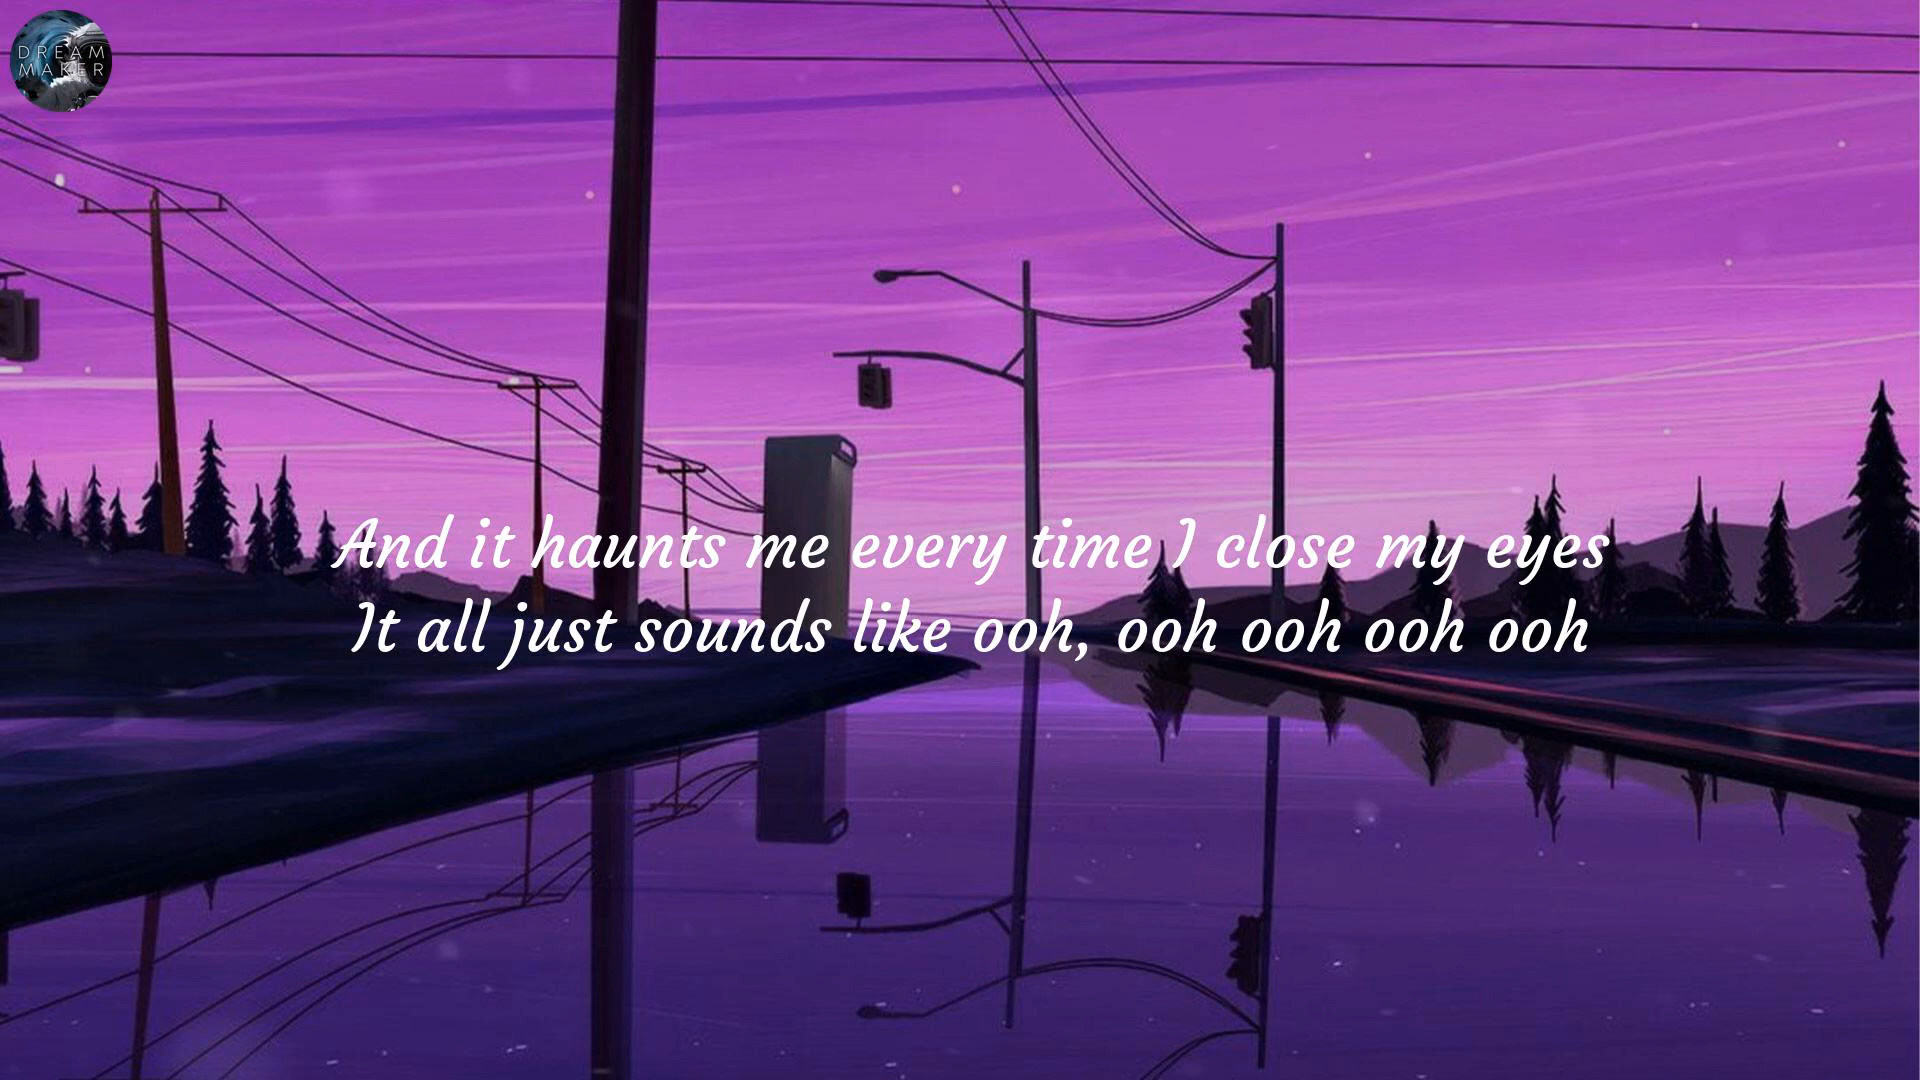 DREAM
MAKER
And it haunts me every time I close my eyes
It all just sounds like ooh, ooh ooh ooh ooh